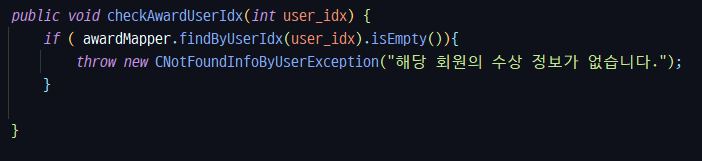 public void checkAwardUserIdx(int user_idx) {
if ( awardMapper.findByUserIdx(user_idx).isEmpty()){
throw new CNotFoundInfoByUserException("해당 회원의 수상 정보가 없습니다.");
}
}